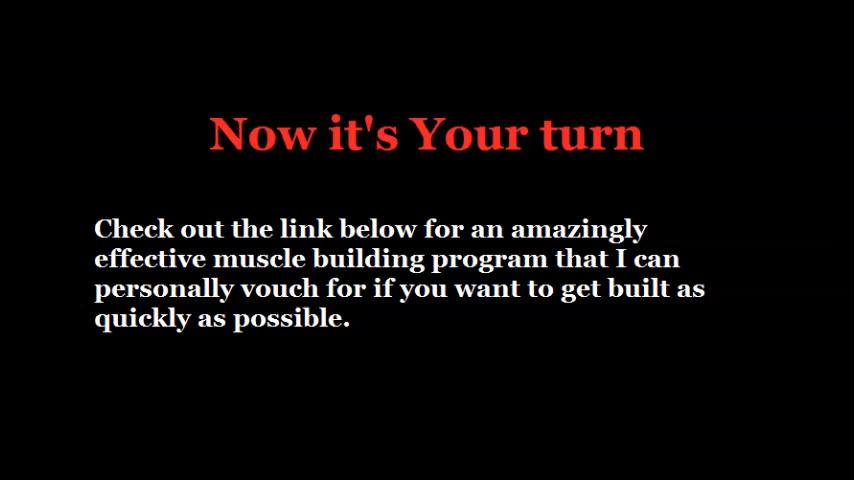 Now it's Your turn
Check out the link below for an amazingly
effective muscle building program that I can
personally vouch for if you want to get built as
quickly as possible.